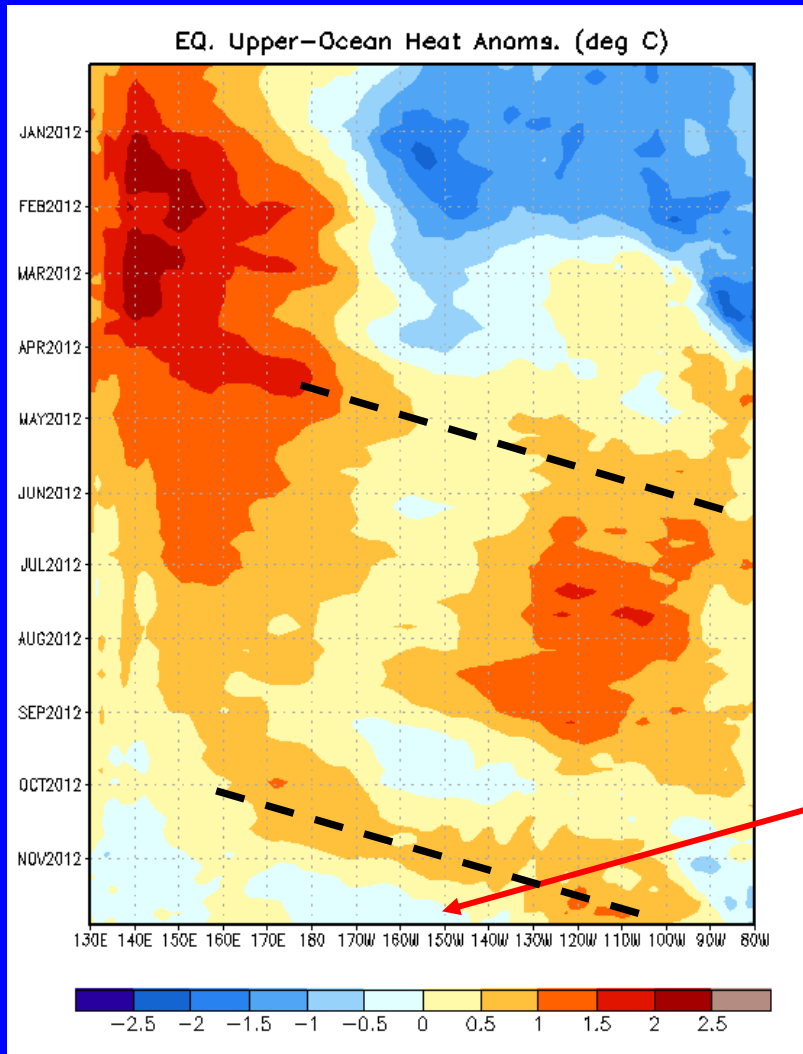 EQ. Upper-Ocean Heat Anoms. (deg C)
JAN2012
FEB2012
MAR2012
APR2012
MAY2012
JUN2012
JUL2012
AUG2012
SEP2012
OCT2012
NOV2012
130E 140E 150E 160E 170E 180 170W 160W 150W 140W 130W 120W 110W 100W 90W 80W
-2.5 -2 -1.5 -1 -0.5 0 0.5 1 1.5 2 2.5